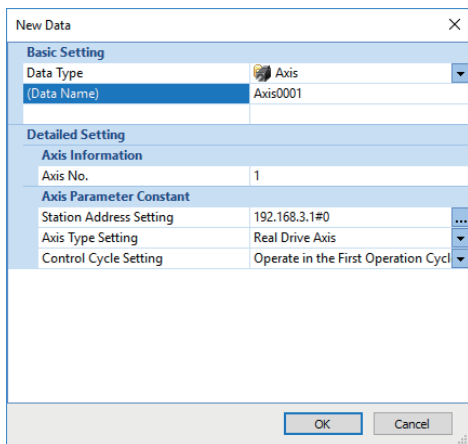 New Data
Basic Setting
Data Type Axis
(Data Name) Axis0001
Detailed Setting
Axis Information
Axis No. 1
Axis Parameter Constant
Station Address Setting 192.168.3.1#0 ...
Axis Type Setting Real Drive Axis
Control Cycle Setting Operate in the First Operation Cycl
OK Cancel